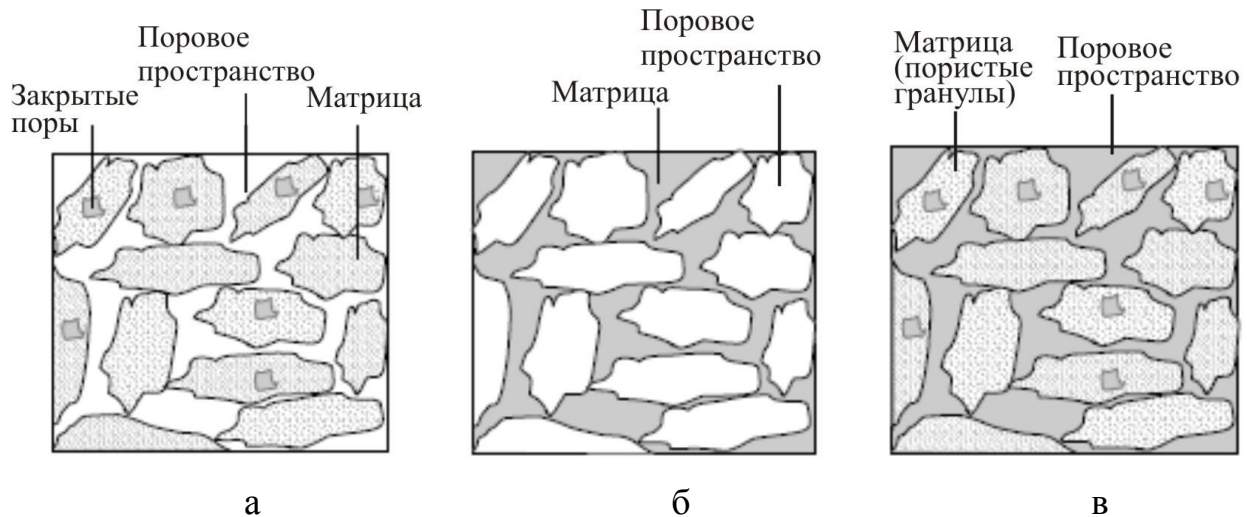 Закрытые
поры
Поровое
пространство
Матрица
а
Матрица
Поровое
пространство
б
Матрица
(пористые
гранулы)
Поровое
пространство
в